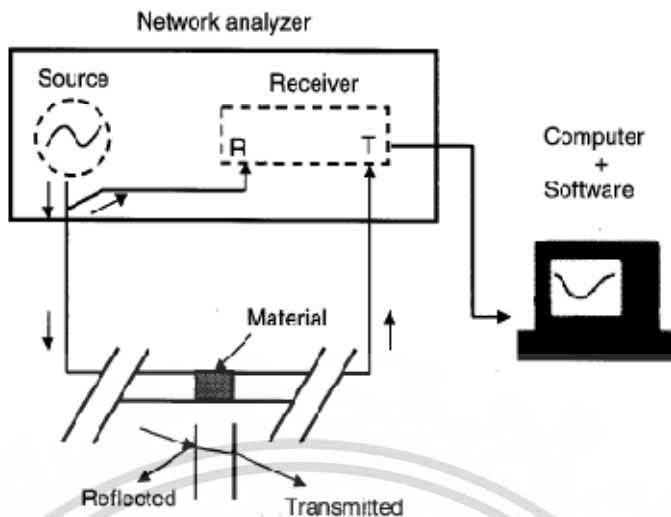 Network analyzer
Source
Receiver
R
T
Computer
+
Software
Material
Reflected
Transmitted